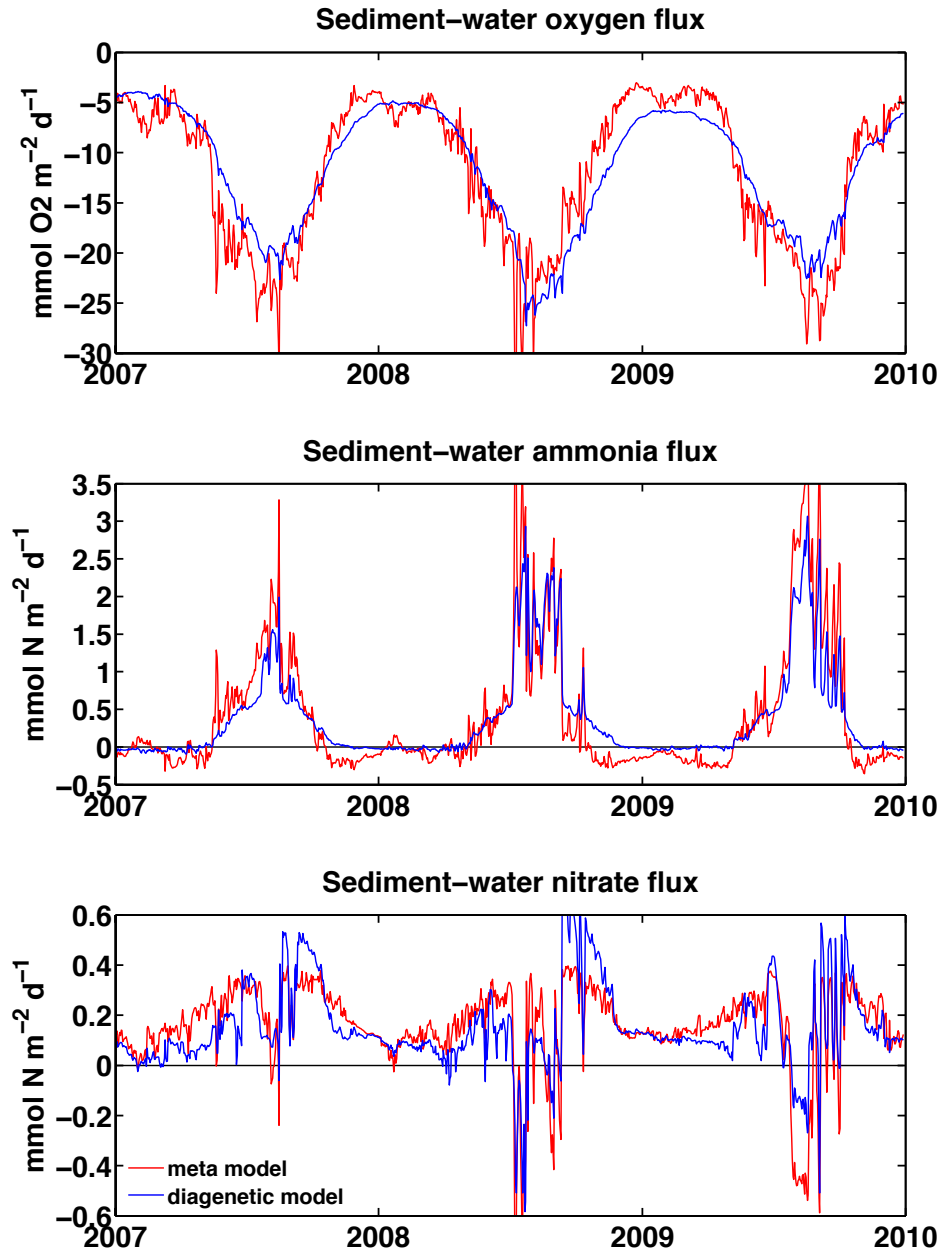 Sediment−water oxygen flux
mmol O2 m−2 d−1
0
−5
−10
−15
−20
−25
−30
2007 2008 2009 2010
Sediment−water ammonia flux
mmol N m−2 d−1
3.5
3
2.5
2
1.5
1
0.5
0
−0.5
2007 2008 2009 2010
Sediment−water nitrate flux
mmol N m−2 d−1
0.6
0.4
0.2
0
−0.2
−0.4
−0.6
meta model
diagenetic model
2007 2008 2009 2010